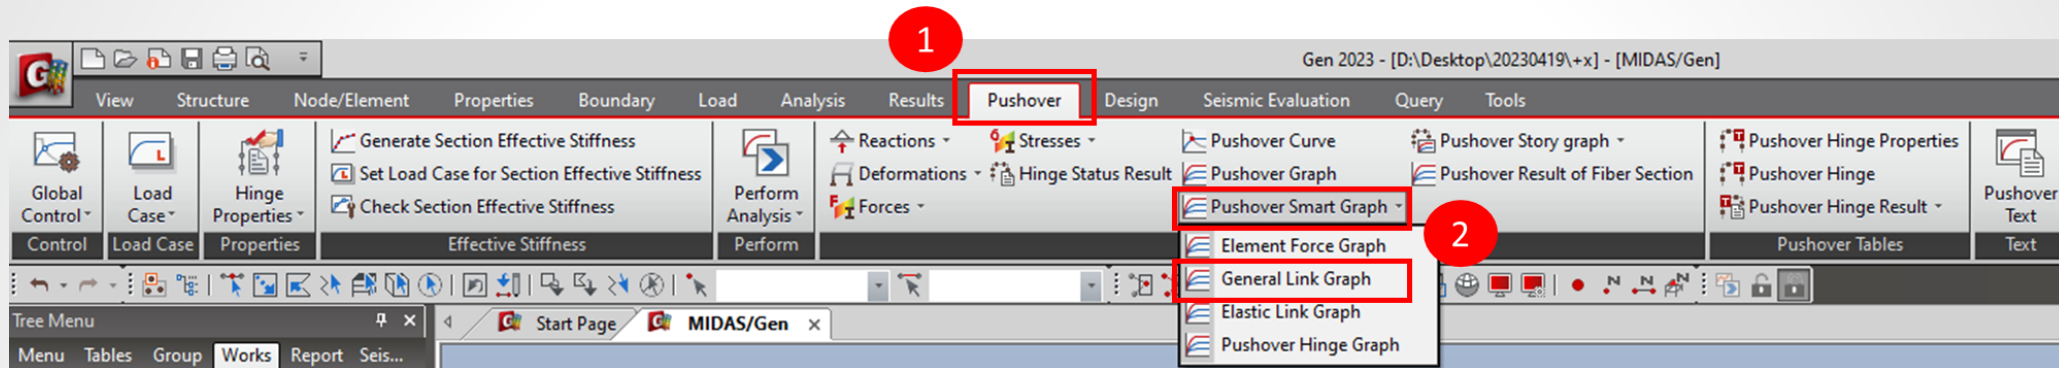 1
Gen 2023 - [D:\Desktop\20230419\+x] - [MIDAS/Gen]
View Structure Node/Element Properties Boundary Load Analysis Results Pushover Design Seismic Evaluation Query Tools
Global Control
Load Case
Hinge Properties
Generate Section Effective Stiffness
Set Load Case for Section Effective Stiffness
Check Section Effective Stiffness
Perform Analysis
Reactions
Deformations
Forces
Stresses
Hinge Status Result
Pushover Curve
Pushover Graph
Pushover Smart Graph
Pushover Story graph
Pushover Result of Fiber Section
Pushover Hinge Properties
Pushover Hinge
Pushover Hinge Result
Pushover Text
2
Control Load Case Properties Effective Stiffness Perform Pushover Tables Text
Element Force Graph
General Link Graph
Elastic Link Graph
Pushover Hinge Graph
Tree Menu
Start Page MIDAS/Gen
Menu Tables Group Works Report Seis...